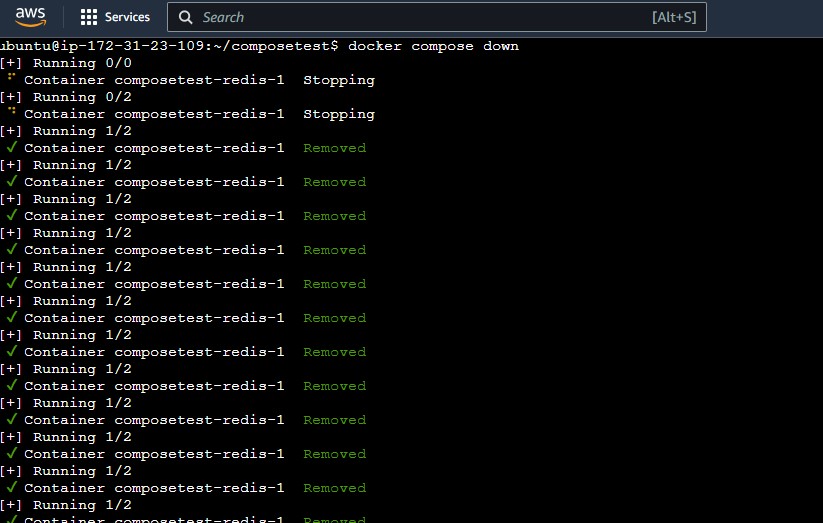 aws Services Search [Alt+S]
ubuntu@ip-172-31-23-109:~/composetest$ docker compose down
[+] Running 0/0
Container composetest-redis-1 Stopping
[+] Running 0/2
Container composetest-redis-1 Stopping
[+] Running 1/2
✓ Container composetest-redis-1 Removed
[+] Running 1/2
✓ Container composetest-redis-1 Removed
[+] Running 1/2
✓ Container composetest-redis-1 Removed
[+] Running 1/2
✓ Container composetest-redis-1 Removed
[+] Running 1/2
✓ Container composetest-redis-1 Removed
[+] Running 1/2
✓ Container composetest-redis-1 Removed
[+] Running 1/2
✓ Container composetest-redis-1 Removed
[+] Running 1/2
✓ Container composetest-redis-1 Removed
[+] Running 1/2
✓ Container composetest-redis-1 Removed
[+] Running 1/2
✓ Container composetest-redis-1 Removed
[+] Running 1/2
✓ Container composetest-redis-1 Removed
[+] Running 1/2
✓ Container composetest-redis-1 Removed